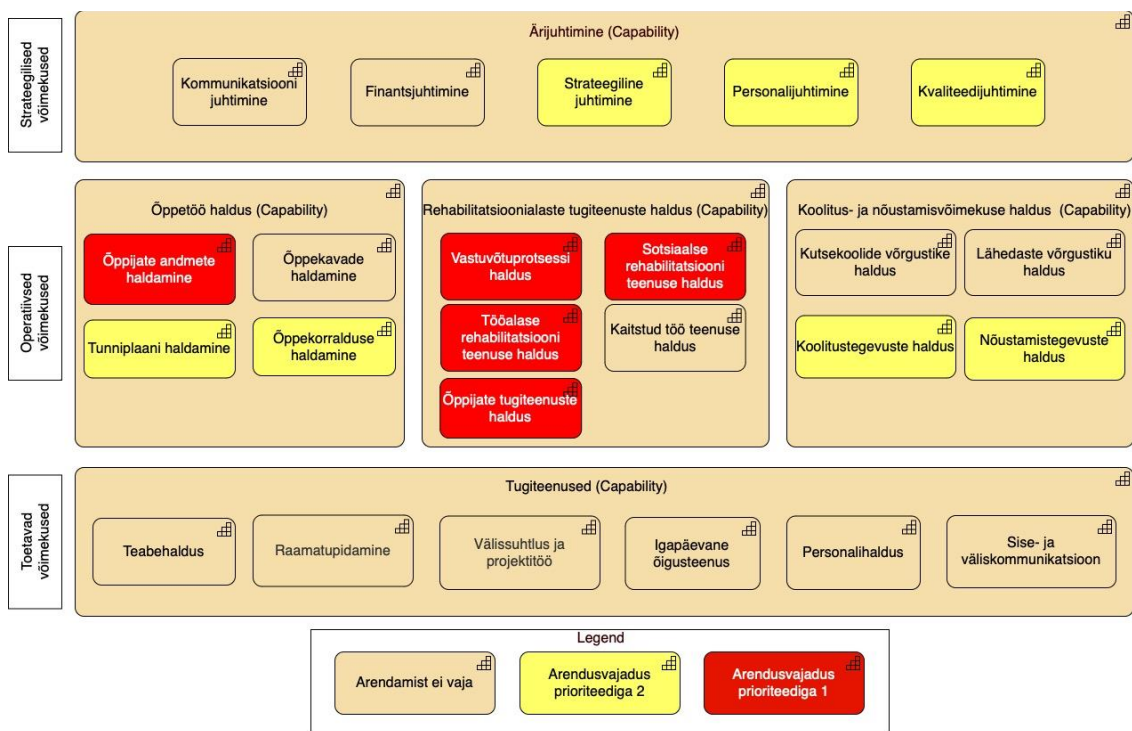 Strateegilised
võimekused
Ärijuhtimine (Capability)
Kommunikatsiooni
juhtimine
Finantsjuhtimine
Strateegiline
juhtimine
Personalijuhtimine
Kvaliteedijuhtimine
Operatiivsed
võimekused
Õppetöö haldus (Capability)
Õppijate andmete
haldamine
Õppekavade
haldamine
Tunniplaani haldamine
Õppekorralduse
haldamine
Rehabilitatsioonialaste tugiteenuste haldus (Capability)
Vastuvõtuprotsessi
haldus
Sotsiaalse
rehabilitatsiooni
teenuse haldus
Tööalase
rehabilitatsiooni
teenuse haldus
Kaitstud töö teenuse
haldus
Õppijate tugiteenuste
haldus
Koolitus- ja nõustamisvõimekuse haldus (Capability)
Kutsekoolide võrgustike
haldus
Lähedaste võrgustiku
haldus
Koolitustegevuste haldus
Nõustamistegevuste
haldus
Toetavad
võimekused
Tugiteenused (Capability)
Teabehaldus
Raamatupidamine
Välissuhtlus ja
projektitöö
Igapäevane
õigusteenus
Personalihaldus
Sise- ja
väliskommunikatsioon
Legend
Arendamist ei vaja
Arendusvajadus
prioriteediga 2
Arendusvajadus
prioriteediga 1